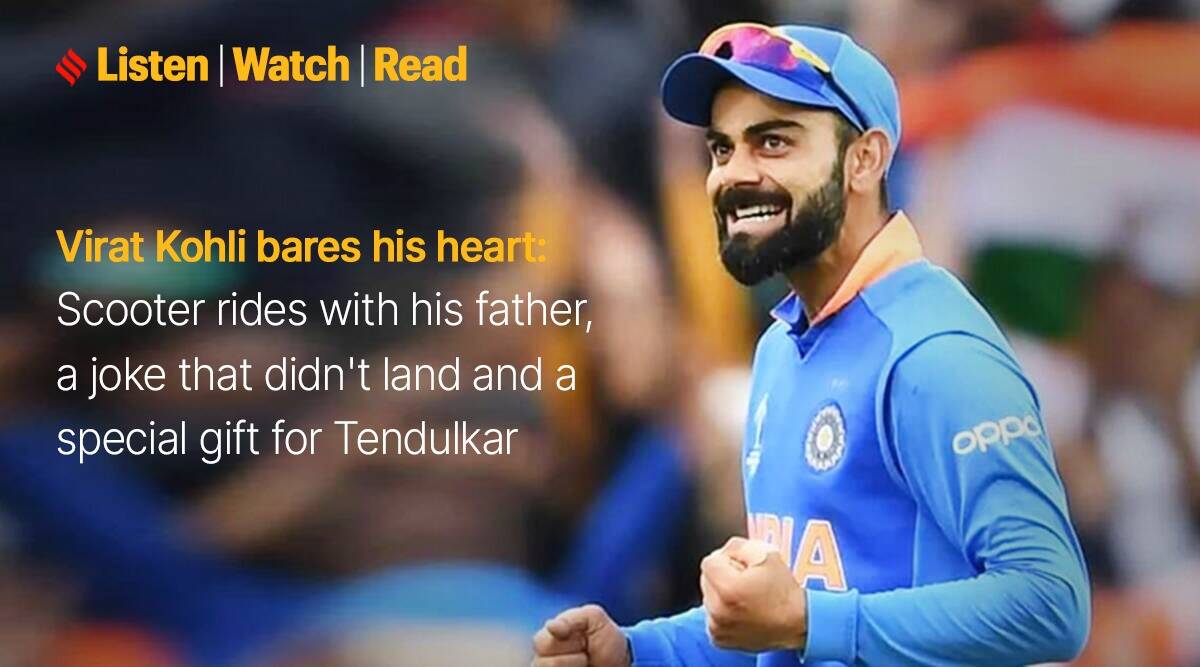 Listen | Watch | Read
Virat Kohli bares his heart:
Scooter rides with his father,
a joke that didn't land and a
special gift for Tendulkar
oppo
INDIA